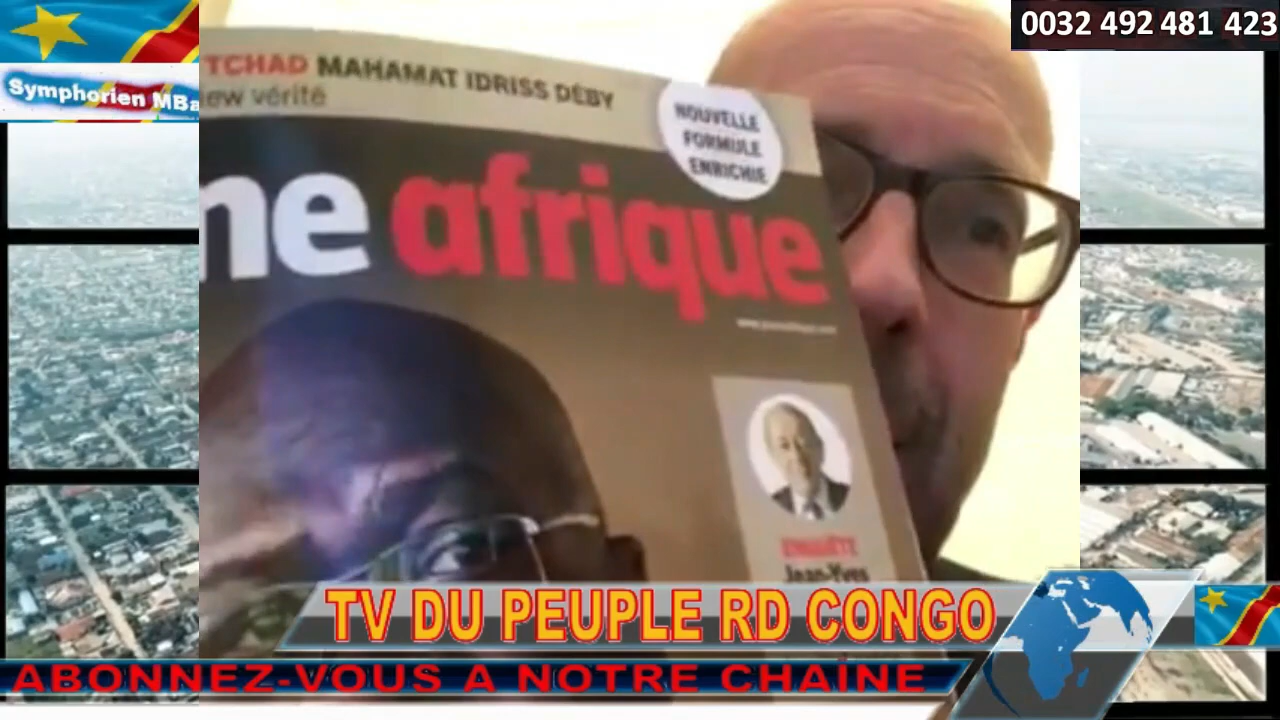 0032 492 481 423
Symphorien MBa
TCHAD MAHAMAT IDRISS DÉBY
ew vérité
NOUVELLE
FORMULE
ENRICHIE
ne afrique
ENQUÊTE
Jean-Yves
TV DU PEUPLE RD CONGO
ABONNEZ-VOUS A NOTRE CHAINE